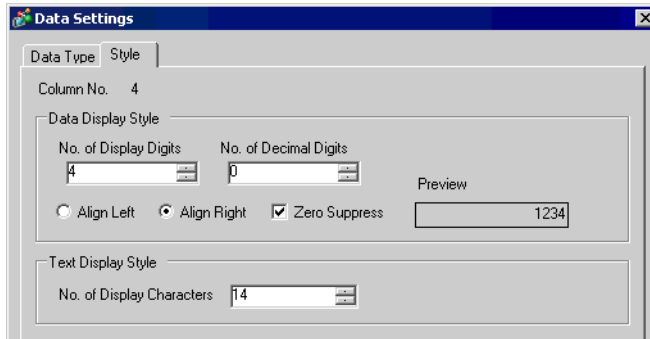 Data Settings
Data Type Style
Column No. 4
Data Display Style
No. of Display Digits No. of Decimal Digits
4 0
Preview
Align Left Align Right Zero Suppress 1234
Text Display Style
No. of Display Characters 14